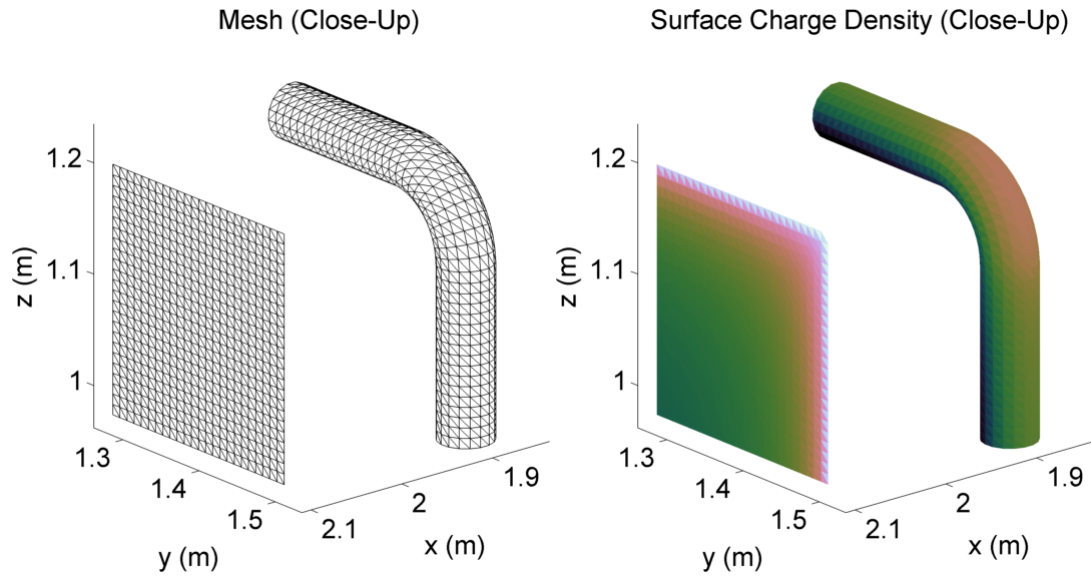 Mesh (Close-Up)
1.2
1.1
1
z (m)
1.3
1.4
1.5
y (m)
2.1
2
1.9
x (m)
Surface Charge Density (Close-Up)
1.2
1.1
1
z (m)
1.3
1.4
1.5
y (m)
2.1
2
1.9
x (m)